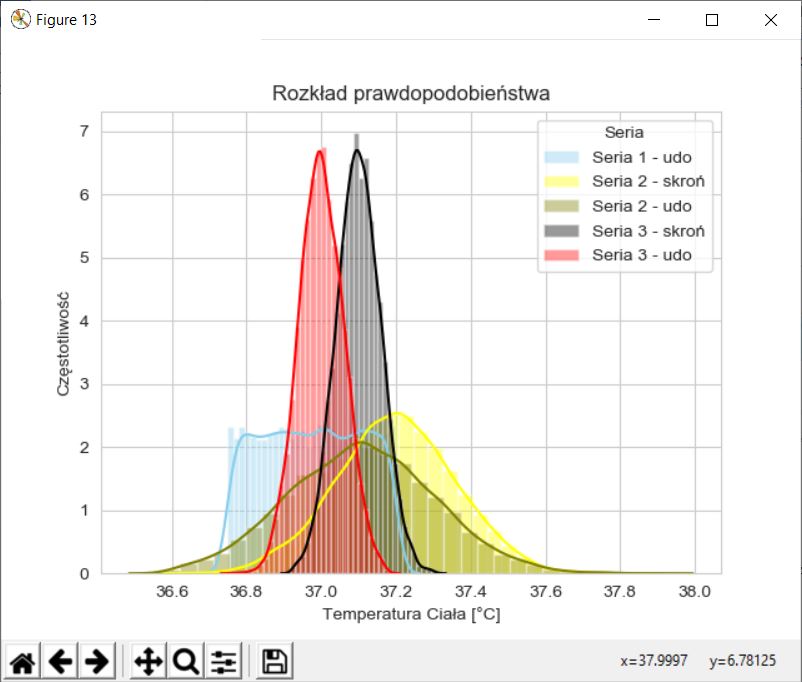 Figure 13
Rozkład prawdopodobieństwa
Seria
Seria 1 - udo
Seria 2 - skroń
Seria 2 - udo
Seria 3 - skroń
Seria 3 - udo
7
6
5
4
3
2
1
0
Częstotliwość
36.6 36.8 37.0 37.2 37.4 37.6 37.8 38.0
Temperatura Ciała [°C]
x=37.9997 y=6.78125